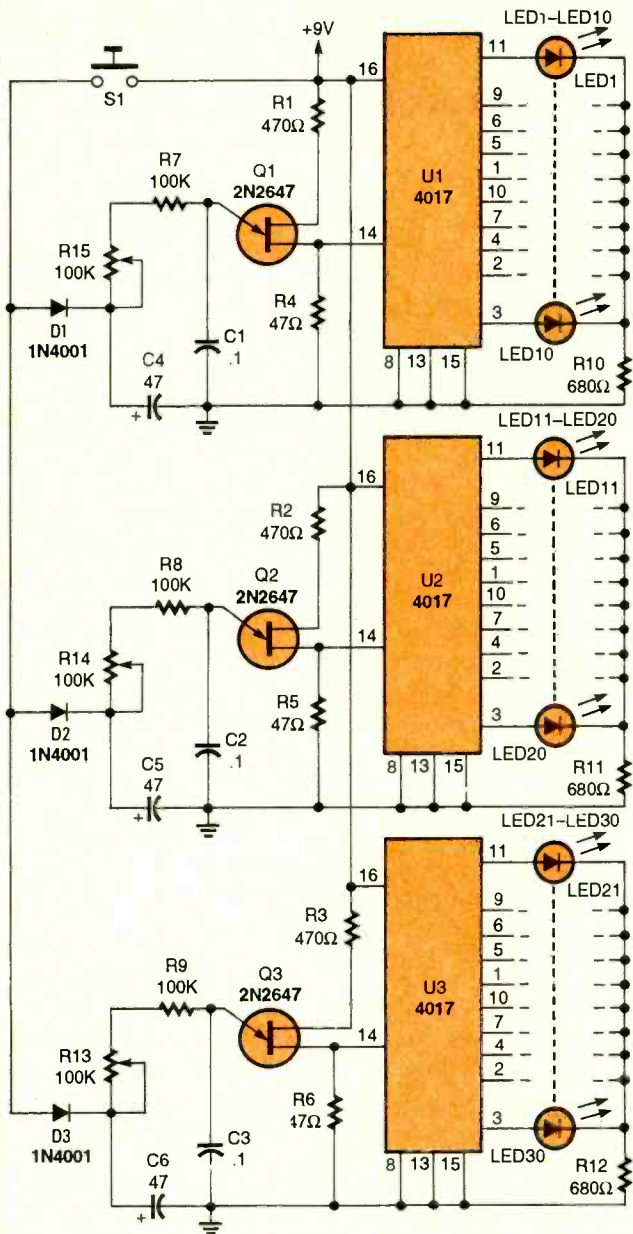 +9V
LED1–LED10
S1
R1
470Ω
16
11
LED1
R7
100K
Q1
2N2647
U1
4017
9
6
5
1
10
7
4
2
R15
100K
14
R4
47Ω
D1
1N4001
C1
.1
C4
47
+
3
LED10
8 13 15
R10
680Ω
LED11–LED20
16
11
LED11
R2
470Ω
R8
100K
Q2
2N2647
U2
4017
9
6
5
1
10
7
4
2
R14
100K
14
R5
47Ω
D2
1N4001
C2
.1
C5
47
+
3
LED20
8 13 15
R11
680Ω
LED21–LED30
16
11
LED21
R3
470Ω
R9
100K
Q3
2N2647
U3
4017
9
6
5
1
10
7
4
2
R13
100K
14
R6
47Ω
D3
1N4001
C3
.1
C6
47
+
3
LED30
8 13 15
R12
680Ω